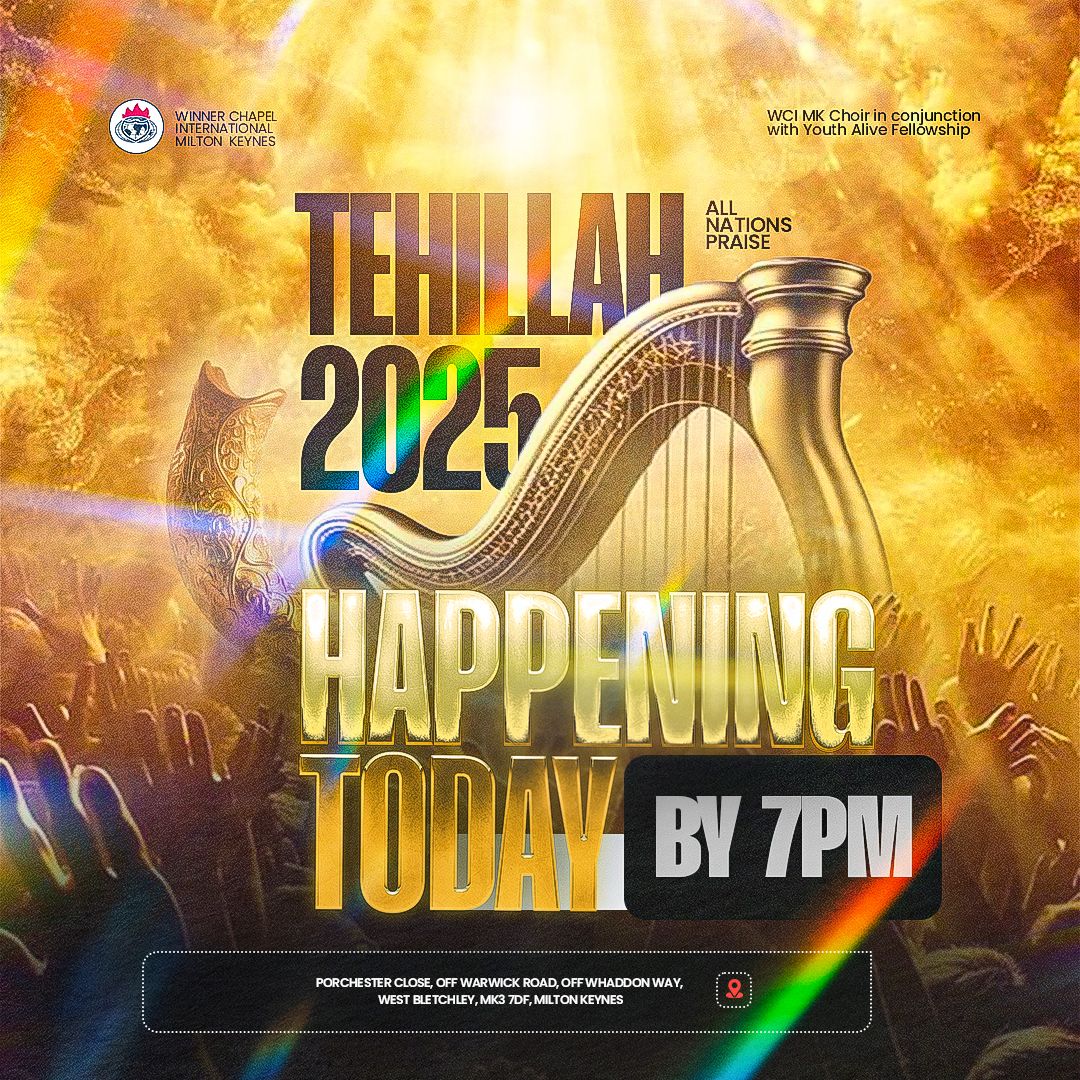 WINNER CHAPEL
INTERNATIONAL
MILTON KEYNES
WCI MK Choir in conjunction
with Youth Alive Fellowship
TEHILLAH
ALL
NATIONS
PRAISE
2025
HAPPENING
TODAY
BY 7PM
PORCHESTER CLOSE, OFF WARWICK ROAD, OFF WHADDON WAY,
WEST BLETCHLEY, MK3 7DF, MILTON KEYNES